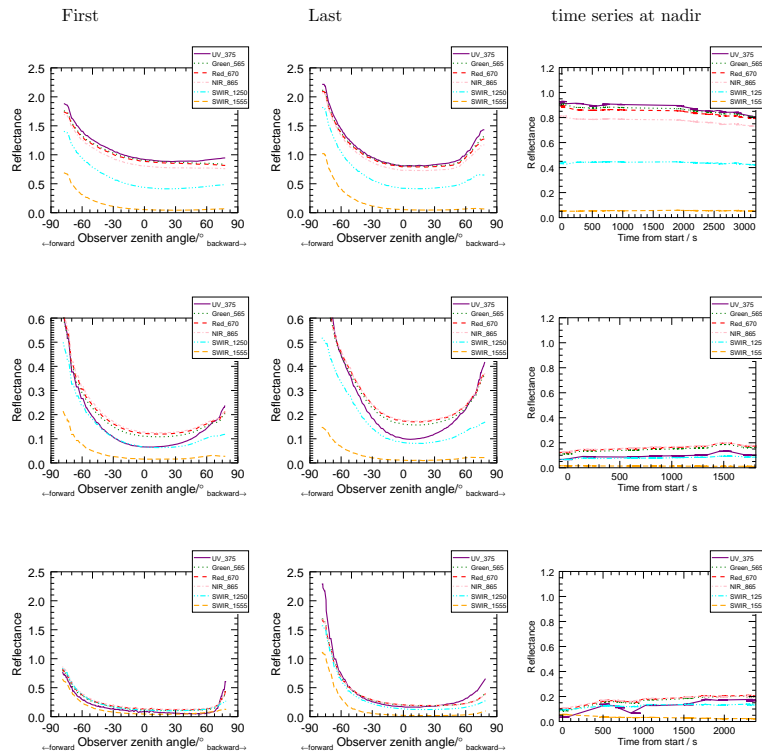 First Last time series at nadir
UV_375
Green_565
Red_670
NIR_865
SWIR_1250
SWIR_1555
2.5
2.0
1.5
1.0
0.5
0.0
Reflectance
-90 -60 -30 0 30 60 90
←forward Observer zenith angle/° backward→
UV_375
Green_565
Red_670
NIR_865
SWIR_1250
SWIR_1555
2.5
2.0
1.5
1.0
0.5
0.0
Reflectance
-90 -60 -30 0 30 60 90
←forward Observer zenith angle/° backward→
UV_375
Green_565
Red_670
NIR_865
SWIR_1250
SWIR_1555
1.2
1.0
0.8
0.6
0.4
0.2
0.0
Reflectance
0 500 1000 1500 2000 2500 3000
Time from start / s
UV_375
Green_565
Red_670
NIR_865
SWIR_1250
SWIR_1555
0.6
0.5
0.4
0.3
0.2
0.1
0.0
Reflectance
-90 -60 -30 0 30 60 90
←forward Observer zenith angle/° backward→
UV_375
Green_565
Red_670
NIR_865
SWIR_1250
SWIR_1555
0.6
0.5
0.4
0.3
0.2
0.1
0.0
Reflectance
-90 -60 -30 0 30 60 90
←forward Observer zenith angle/° backward→
UV_375
Green_565
Red_670
NIR_865
SWIR_1250
SWIR_1555
1.2
1.0
0.8
0.6
0.4
0.2
0.0
Reflectance
0 500 1000 1500
Time from start / s
UV_375
Green_565
Red_670
NIR_865
SWIR_1250
SWIR_1555
2.5
2.0
1.5
1.0
0.5
0.0
Reflectance
-90 -60 -30 0 30 60 90
←forward Observer zenith angle/° backward→
UV_375
Green_565
Red_670
NIR_865
SWIR_1250
SWIR_1555
2.5
2.0
1.5
1.0
0.5
0.0
Reflectance
-90 -60 -30 0 30 60 90
←forward Observer zenith angle/° backward→
UV_375
Green_565
Red_670
NIR_865
SWIR_1250
SWIR_1555
1.2
1.0
0.8
0.6
0.4
0.2
0.0
Reflectance
0 500 1000 1500 2000
Time from start / s